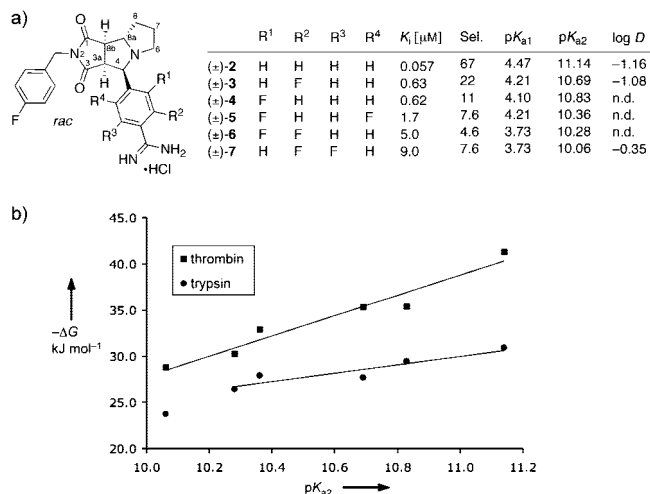 a)
R¹ R² R³ R⁴ Kᵢ [μM] Sel. pKₐ₁ pKₐ₂ log D
(±)-2 H H H H 0.057 67 4.47 11.14 −1.16
(±)-3 H F H H 0.63 22 4.21 10.69 −1.08
(±)-4 F H H H 0.62 11 4.10 10.83 n.d.
(±)-5 F H H F 1.7 7.6 4.21 10.36 n.d.
(±)-6 F F H H 5.0 4.6 3.73 10.28 n.d.
(±)-7 H F F H 9.0 7.6 3.73 10.06 −0.35
O H 8 7
1 8b 8a
N 2 N 6
3 3a 4
O H
R¹
R⁴ R²
F rac R³
HN NH₂
•HCl
b)
45.0
40.0
35.0
30.0
25.0
20.0
−ΔG
kJ mol⁻¹
thrombin
trypsin
10.0 10.2 10.4 10.6 10.8 11.0 11.2
pKₐ₂